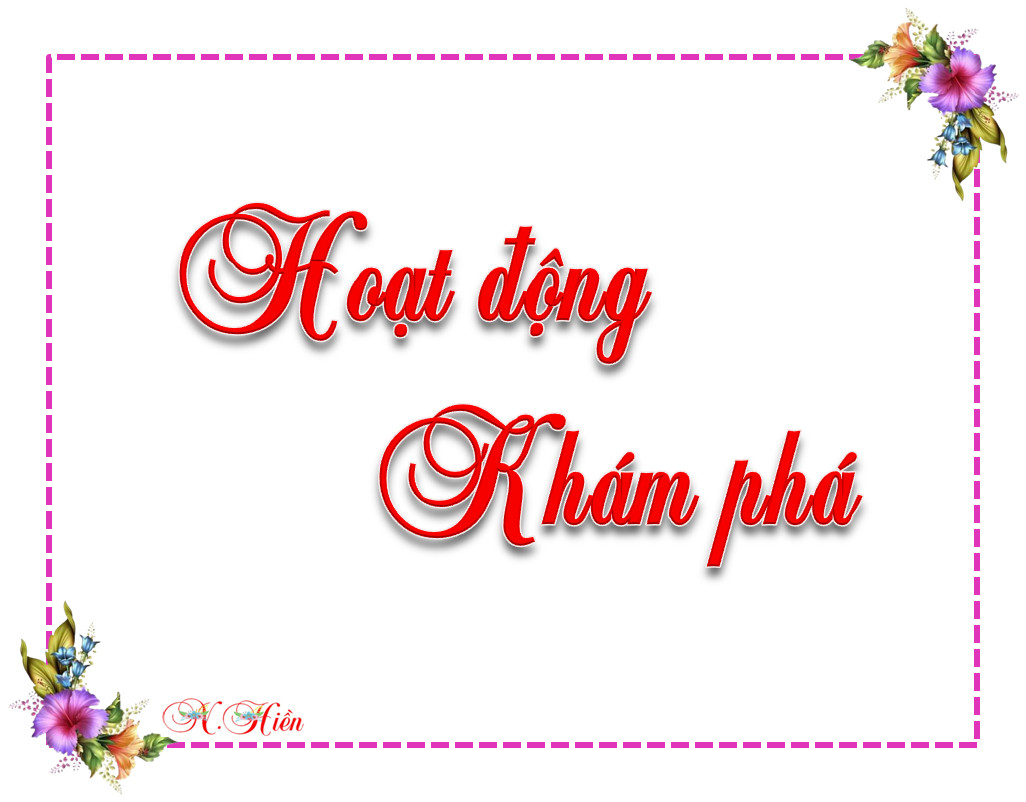 Hoạt động
Khám phá
N.Hiền